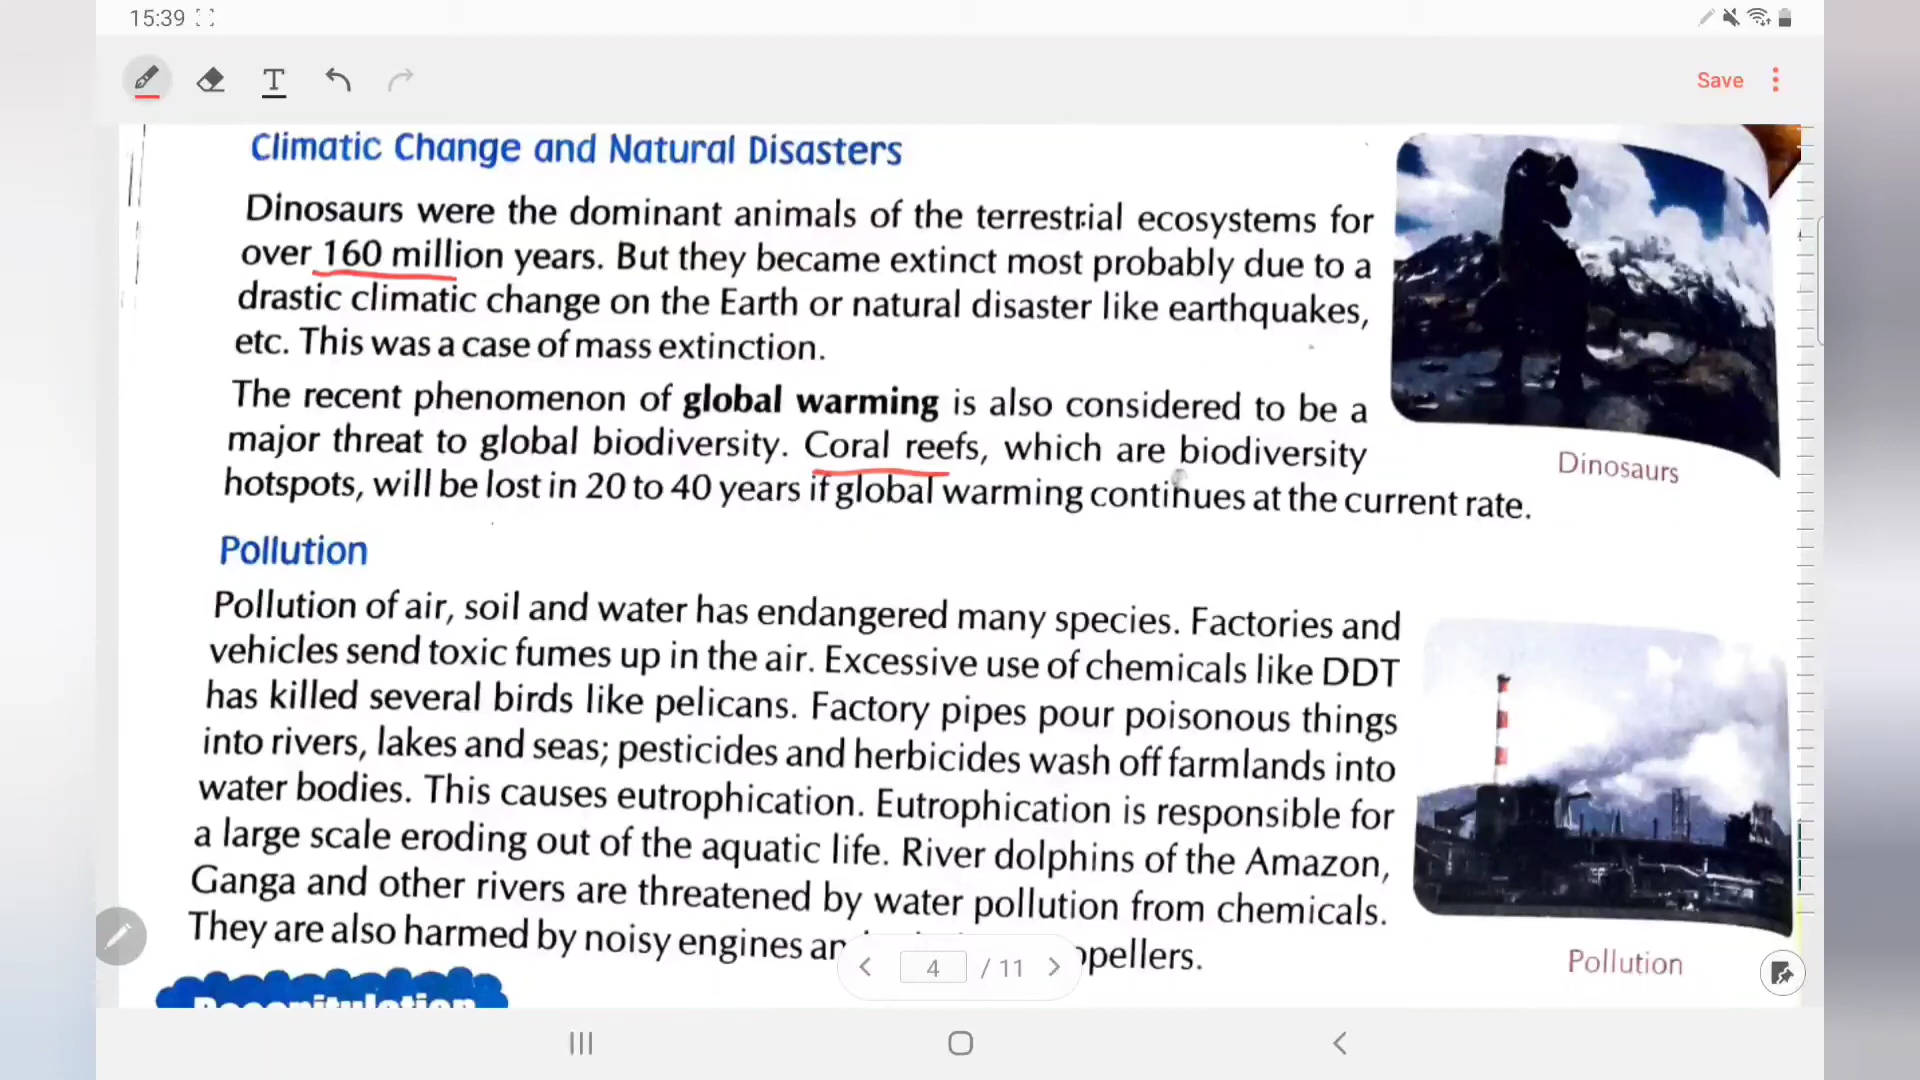 15:39
T
Save
Climatic Change and Natural Disasters
Dinosaurs were the dominant animals of the terrestrial ecosystems for
over 160 million years. But they became extinct most probably due to a
drastic climatic change on the Earth or natural disaster like earthquakes,
etc. This was a case of mass extinction.
Dinosaurs
The recent phenomenon of global warming is also considered to be a
major threat to global biodiversity. Coral reefs, which are biodiversity
hotspots, will be lost in 20 to 40 years if global warming continues at the current rate.
Pollution
Pollution of air, soil and water has endangered many species. Factories and
vehicles send toxic fumes up in the air. Excessive use of chemicals like DDT
has killed several birds like pelicans. Factory pipes pour poisonous things
into rivers, lakes and seas; pesticides and herbicides wash off farmlands into
water bodies. This causes eutrophication. Eutrophication is responsible for
a large scale eroding out of the aquatic life. River dolphins of the Amazon,
Ganga and other rivers are threatened by water pollution from chemicals.
They are also harmed by noisy engines
Pollution
4 / 11